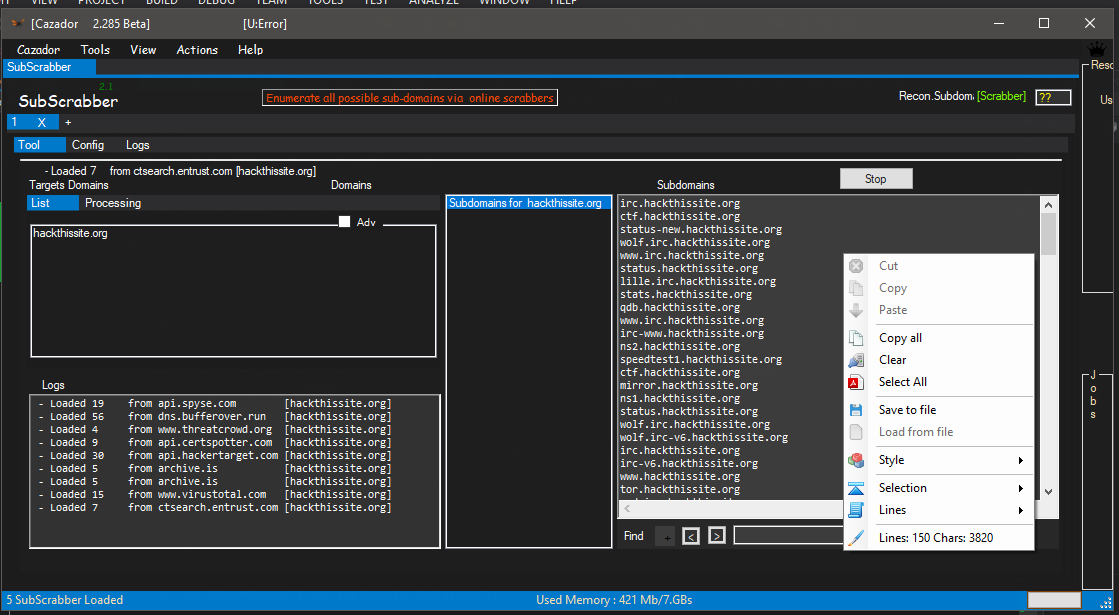 VIEW PROJECT BUILD DEBUG TEAM TOOLS TEST ANALYZE WINDOW HELP
[Cazador 2.285 Beta] [U:Error]
Cazador Tools View Actions Help
SubScrabber
2.1
SubScrabber
Enumerate all possible sub-domains via online scrabbers
Recon.Subdom [Scrabber] ??
1 X +
Tool Config Logs
- Loaded 7 from ctsearch.entrust.com [hackthissite.org]
Targets Domains
Domains
Subdomains
Stop
List Processing
Adv
hackthissite.org
Subdomains for hackthissite.org
irc.hackthissite.org
ctf.hackthissite.org
status-new.hackthissite.org
wolf.irc.hackthissite.org
www.irc.hackthissite.org
status.hackthissite.org
lille.irc.hackthissite.org
stats.hackthissite.org
qdb.hackthissite.org
www.irc.hackthissite.org
irc-www.hackthissite.org
ns2.hackthissite.org
speedtest1.hackthissite.org
ctf.hackthissite.org
mirror.hackthissite.org
ns1.hackthissite.org
status.hackthissite.org
wolf.irc.hackthissite.org
wolf.irc-v6.hackthissite.org
irc.hackthissite.org
irc-v6.hackthissite.org
www.hackthissite.org
tor.hackthissite.org
Logs
- Loaded 19 from api.spyse.com [hackthissite.org]
- Loaded 56 from dns.bufferover.run [hackthissite.org]
- Loaded 4 from www.threatcrowd.org [hackthissite.org]
- Loaded 9 from api.certspotter.com [hackthissite.org]
- Loaded 30 from api.hackertarget.com [hackthissite.org]
- Loaded 5 from archive.is [hackthissite.org]
- Loaded 5 from archive.is [hackthissite.org]
- Loaded 15 from www.virustotal.com [hackthissite.org]
- Loaded 7 from ctsearch.entrust.com [hackthissite.org]
Find + < >
Cut
Copy
Paste
Copy all
Clear
Select All
Save to file
Load from file
Style
Selection
Lines
Lines: 150 Chars: 3820
Reso
Us
J
o
b
s
5 SubScrabber Loaded
Used Memory : 421 Mb/7.GBs